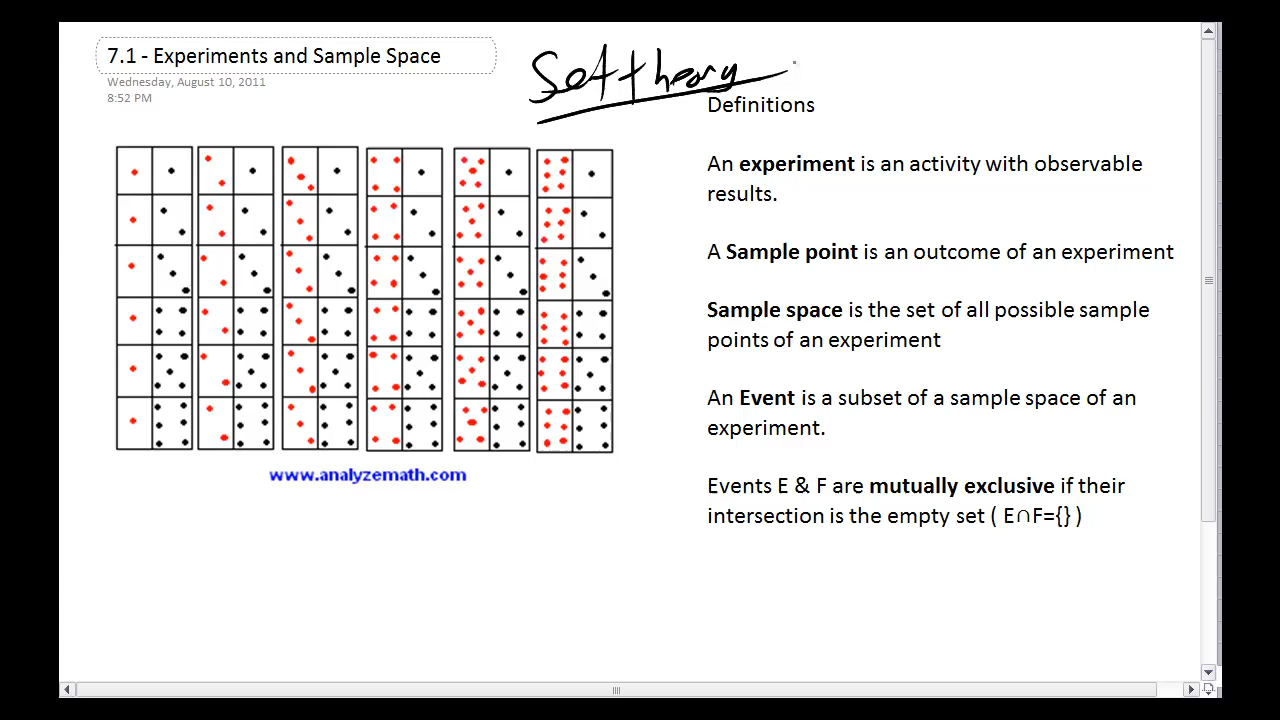 7.1 - Experiments and Sample Space
Wednesday, August 10, 2011
8:52 PM
Set theory
Definitions
An experiment is an activity with observable
results.
A Sample point is an outcome of an experiment
Sample space is the set of all possible sample
points of an experiment
An Event is a subset of a sample space of an
experiment.
Events E & F are mutually exclusive if their
intersection is the empty set ( E∩F={} )
www.analyzemath.com